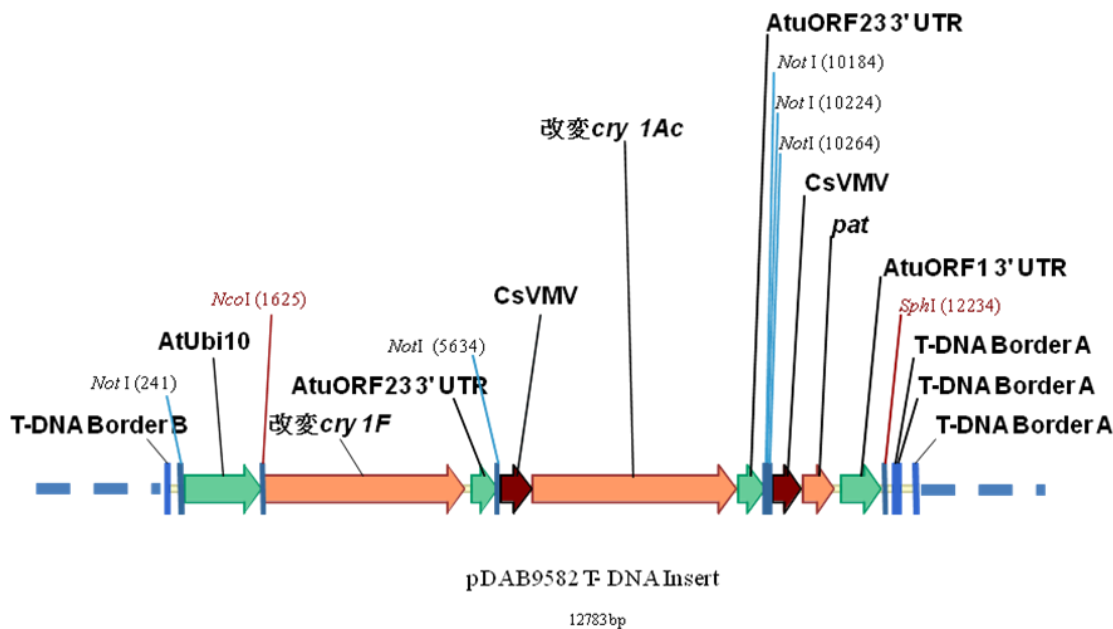 AtuORF23 3' UTR
Not I (10184)
改変cry 1Ac
Not I (10224)
NotI (10264)
CsVMV
pat
AtuORF1 3' UTR
CsVMV
NcoI (1625)
SphI (12234)
AtUbi10
NotI (5634)
T-DNA Border A
Not I (241)
AtuORF23 3' UTR
T-DNA Border A
T-DNA Border B
改変cry 1F
T-DNA Border A
pDAB9582 T- DNA Insert
12783bp